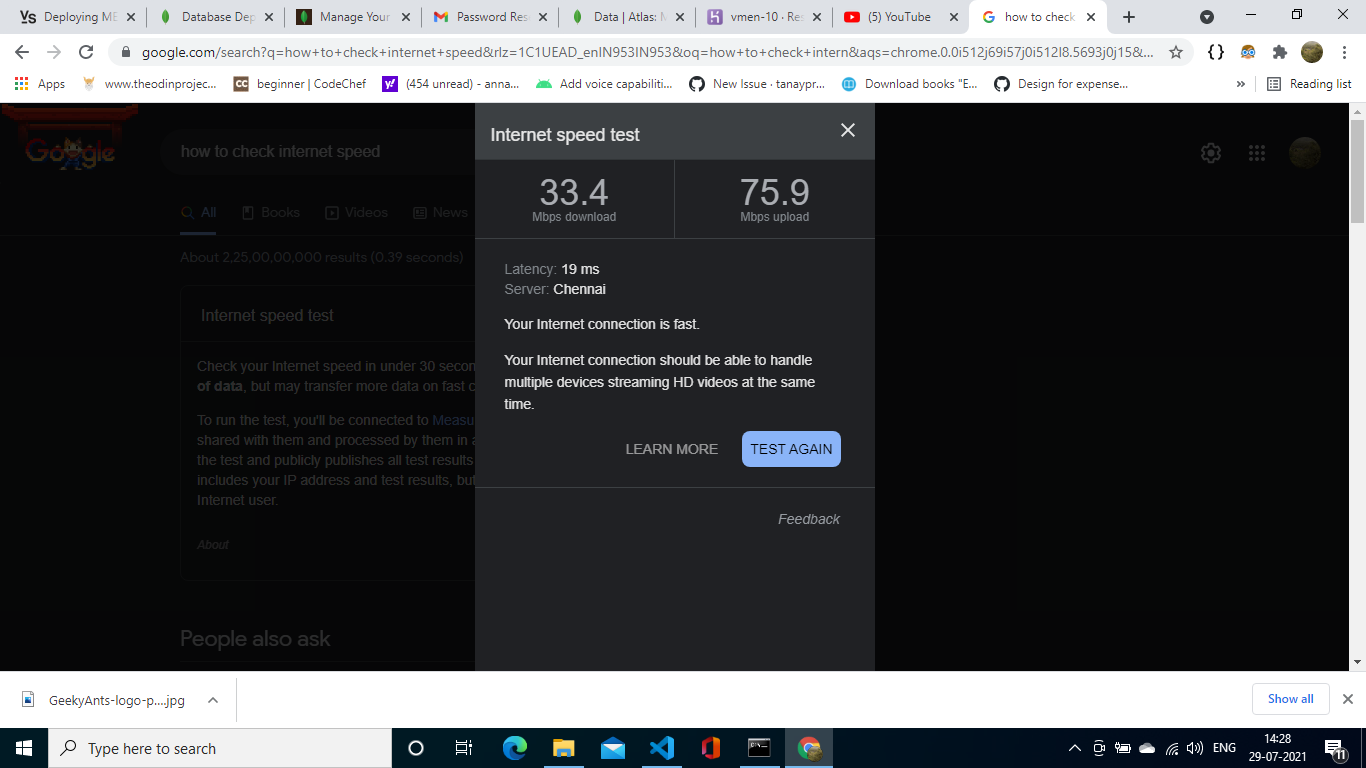 Deploying ME
Database Dep
Manage Your
Password Res
Data | Atlas: M
vmen-10 · Res
(5) YouTube
how to check
google.com/search?q=how+to+check+internet+speed&rlz=1C1UEAD_enIN953IN953&oq=how+to+check+intern&aqs=chrome.0.0i512j69i57j0i512l8.5693j0j15&...
Apps
www.theodinprojec...
beginner | CodeChef
(454 unread) - anna...
Add voice capabiliti...
New Issue · tanaypr...
Download books "E...
Design for expense...
»
Reading list
Google
how to check internet speed
All
Books
Videos
News
About 2,25,00,00,000 results (0.39 seconds)
Internet speed test
Check your Internet speed in under 30 secon
of data, but may transfer more data on fast c
To run the test, you'll be connected to Measu
shared with them and processed by them in a
the test and publicly publishes all test results
includes your IP address and test results, but
Internet user.
About
People also ask
Internet speed test
33.4
Mbps download
75.9
Mbps upload
Latency: 19 ms
Server: Chennai
Your Internet connection is fast.
Your Internet connection should be able to handle
multiple devices streaming HD videos at the same
time.
LEARN MORE
TEST AGAIN
Feedback
GeekyAnts-logo-p....jpg
Show all
Type here to search
ENG
14:28
29-07-2021
11